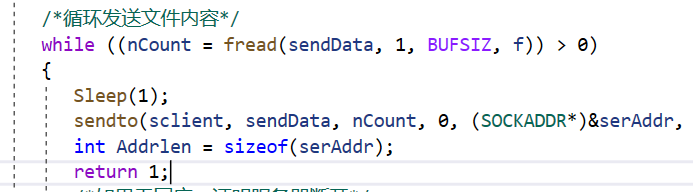 /*循环发送文件内容*/
while ((nCount = fread(sendData, 1, BUFSIZ, f)) > 0)
{
Sleep(1);
sendto(sclient, sendData, nCount, 0, (SOCKADDR*)&serAddr,
int Addrlen = sizeof(serAddr);
return 1;